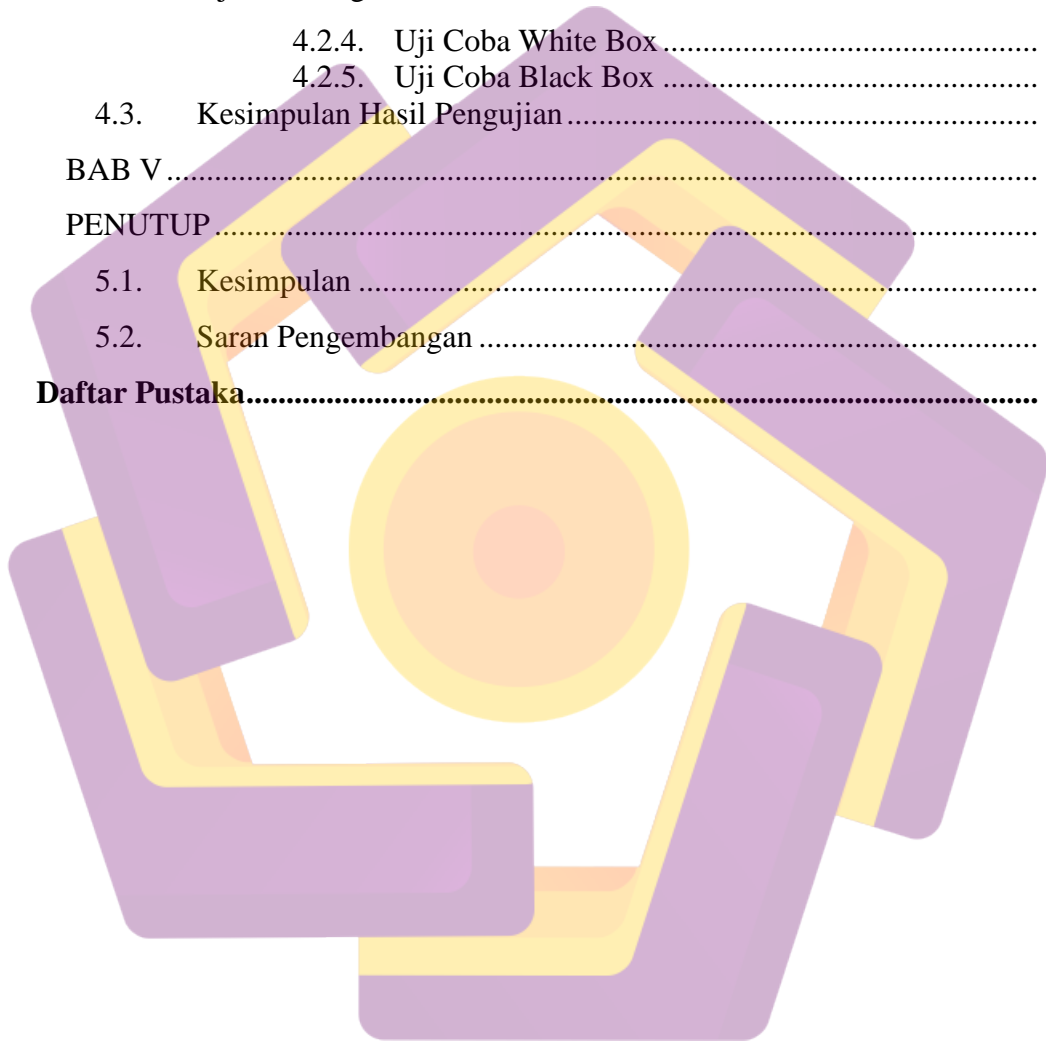 4.2.4. Uji Coba White Box ................................................
4.2.5. Uji Coba Black Box ................................................
4.3. Kesimpulan Hasil Pengujian ............................................................
BAB V ................................................................................................................
PENUTUP .........................................................................................................
5.1. Kesimpulan .......................................................................................
5.2. Saran Pengembangan ........................................................................
Daftar Pustaka.....................................................................................................